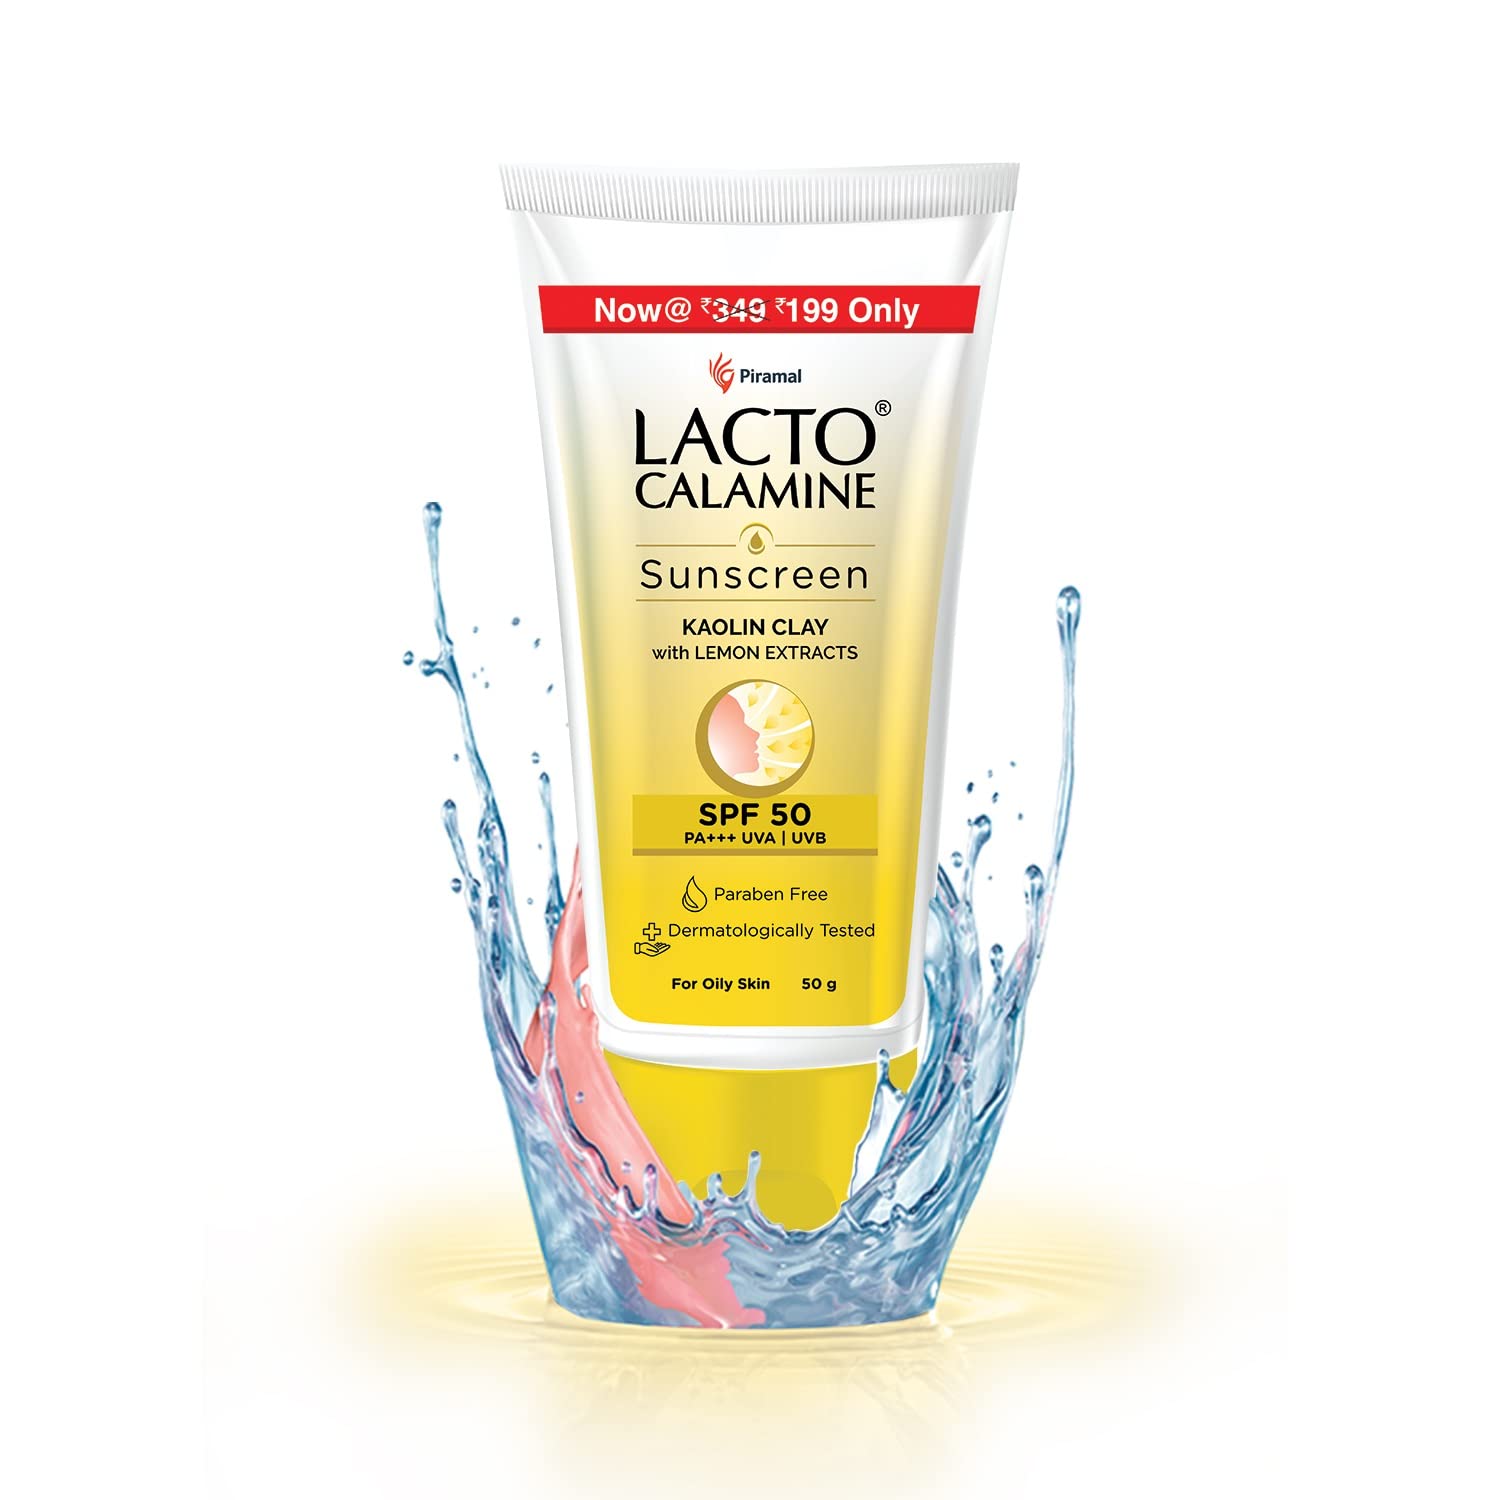 Now@ ₹349 ₹199 Only
Piramal
LACTO®
CALAMINE
Sunscreen
KAOLIN CLAY
with LEMON EXTRACTS
SPF 50
PA+++ UVA | UVB
Paraben Free
Dermatologically Tested
For Oily Skin 50 g